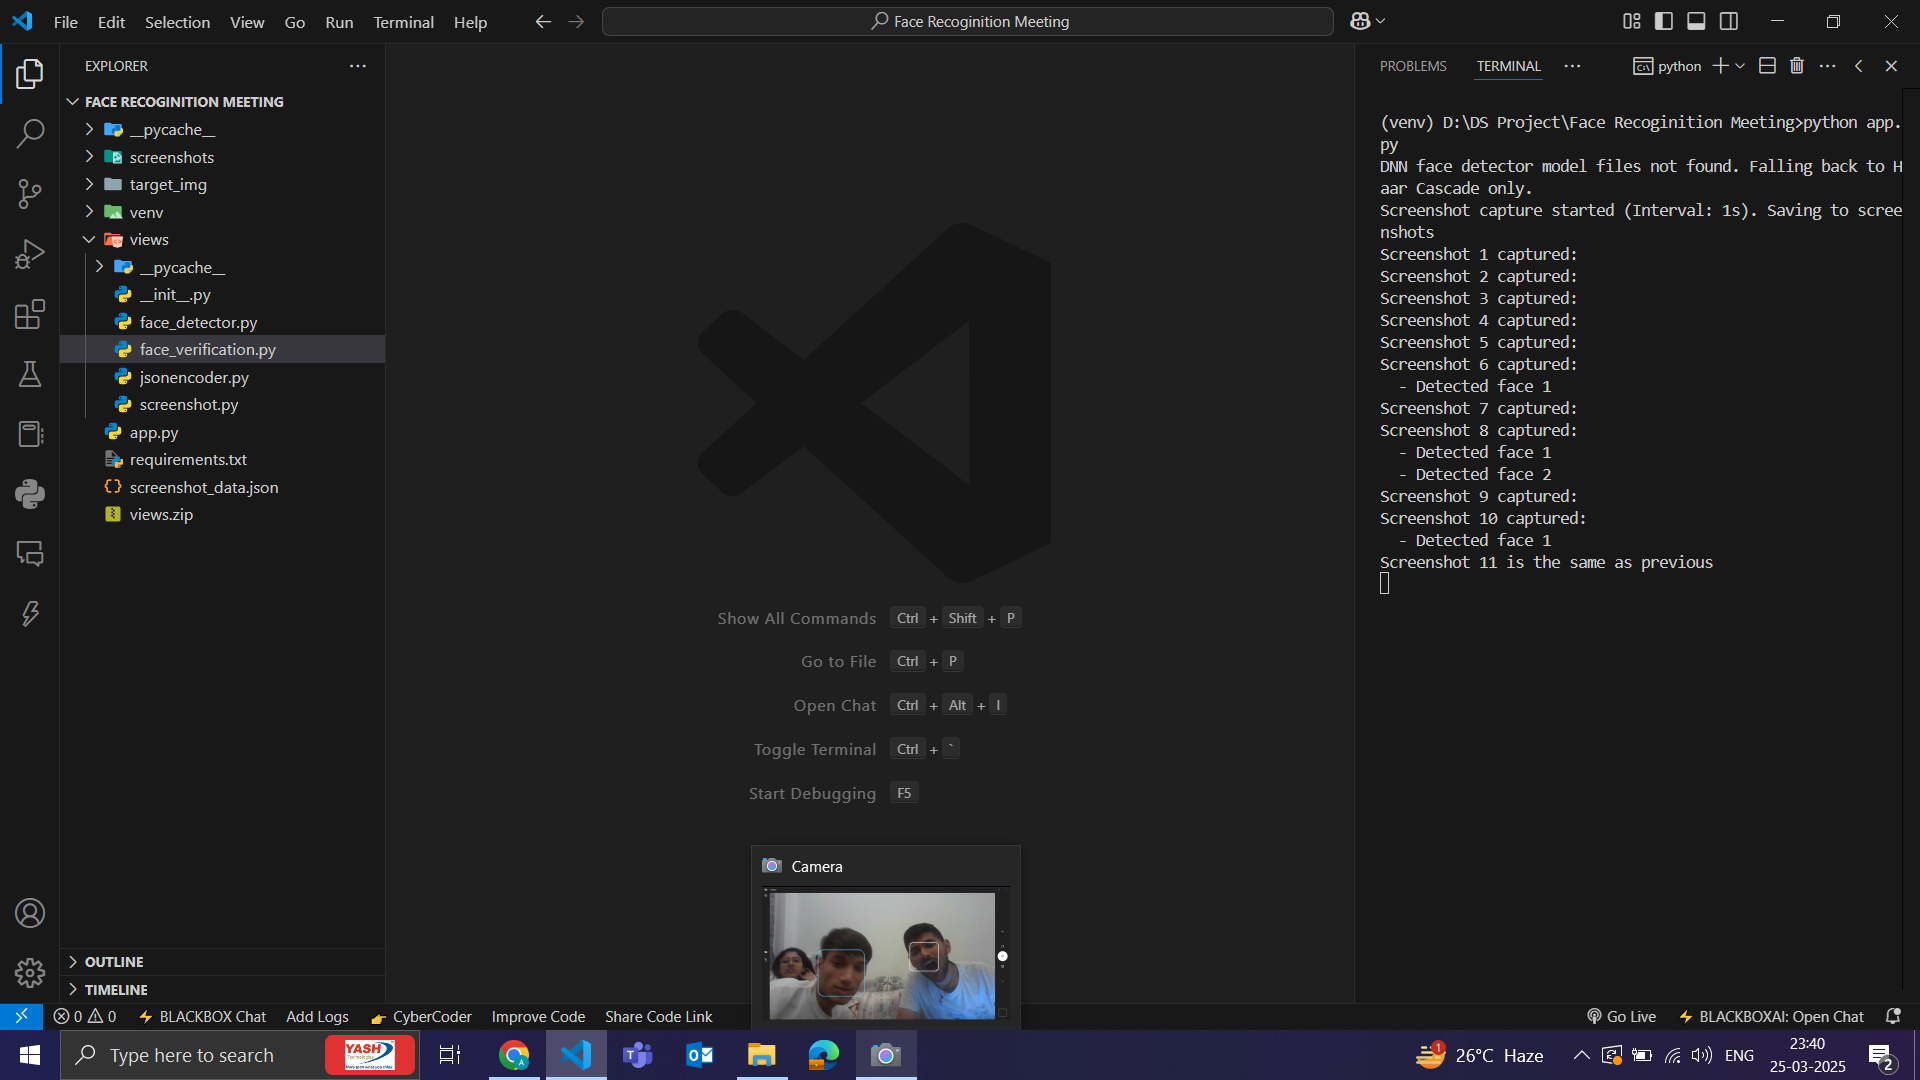 File Edit Selection View Go Run Terminal Help
Face Recoginition Meeting
EXPLORER
FACE RECOGINITION MEETING
__pycache__
screenshots
target_img
venv
views
__pycache__
__init__.py
face_detector.py
face_verification.py
jsonencoder.py
screenshot.py
app.py
requirements.txt
screenshot_data.json
views.zip
OUTLINE
TIMELINE
Show All Commands Ctrl + Shift + P
Go to File Ctrl + P
Open Chat Ctrl + Alt + I
Toggle Terminal Ctrl + `
Start Debugging F5
Camera
PROBLEMS TERMINAL
python
(venv) D:\DS Project\Face Recoginition Meeting>python app.
py
DNN face detector model files not found. Falling back to H
aar Cascade only.
Screenshot capture started (Interval: 1s). Saving to scree
nshots
Screenshot 1 captured:
Screenshot 2 captured:
Screenshot 3 captured:
Screenshot 4 captured:
Screenshot 5 captured:
Screenshot 6 captured:
- Detected face 1
Screenshot 7 captured:
Screenshot 8 captured:
- Detected face 1
- Detected face 2
Screenshot 9 captured:
Screenshot 10 captured:
- Detected face 1
Screenshot 11 is the same as previous
0 0 BLACKBOX Chat Add Logs CyberCoder Improve Code Share Code Link
Go Live BLACKBOXAI: Open Chat
Type here to search
YASH
Technologies
1
26°C Haze
ENG
23:40
25-03-2025
2